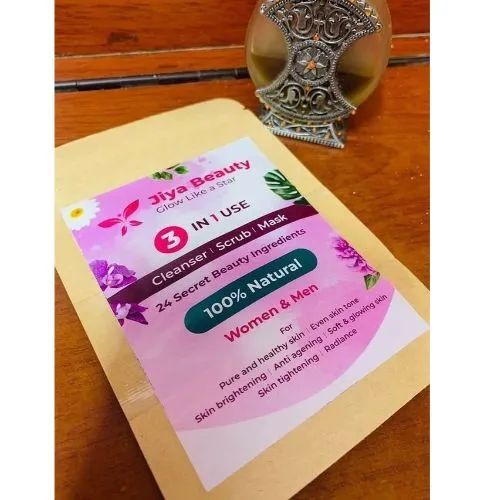 Jiya Beauty
Glow Like a Star
3 IN 1 USE
Cleanser | Scrub | Mask
24 Secret Beauty Ingredients
100% Natural
Women & Men
For
Pure and healthy skin | Even skin tone
Skin brightening | Anti agening | Soft & glowing skin
Skin tightening | Radiance